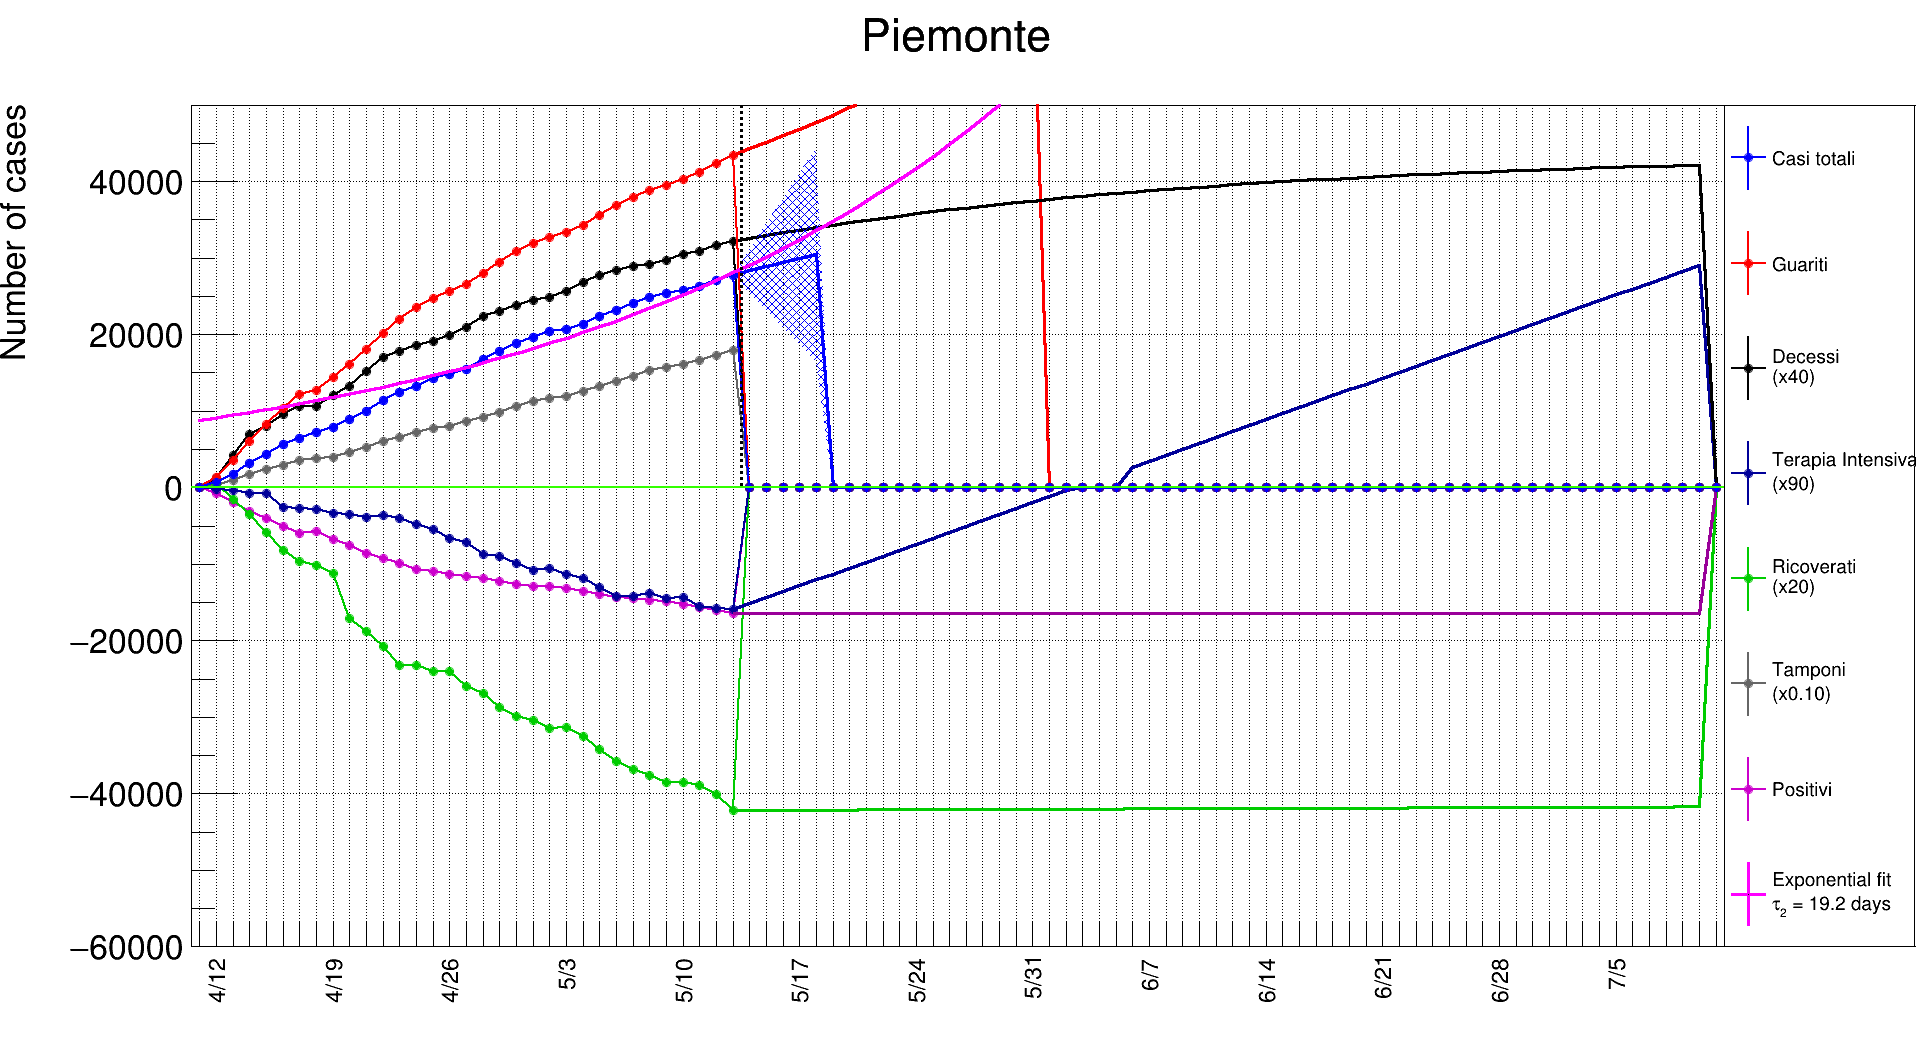 Piemonte
Number of cases
40000
20000
0
−20000
−40000
−60000
4/12
4/19
4/26
5/3
5/10
5/17
5/24
5/31
6/7
6/14
6/21
6/28
7/5
Casi totali
Guariti
Decessi
(x40)
Terapia Intensiva
(x90)
Ricoverati
(x20)
Tamponi
(x0.10)
Positivi
Exponential fit
τ2 = 19.2 days